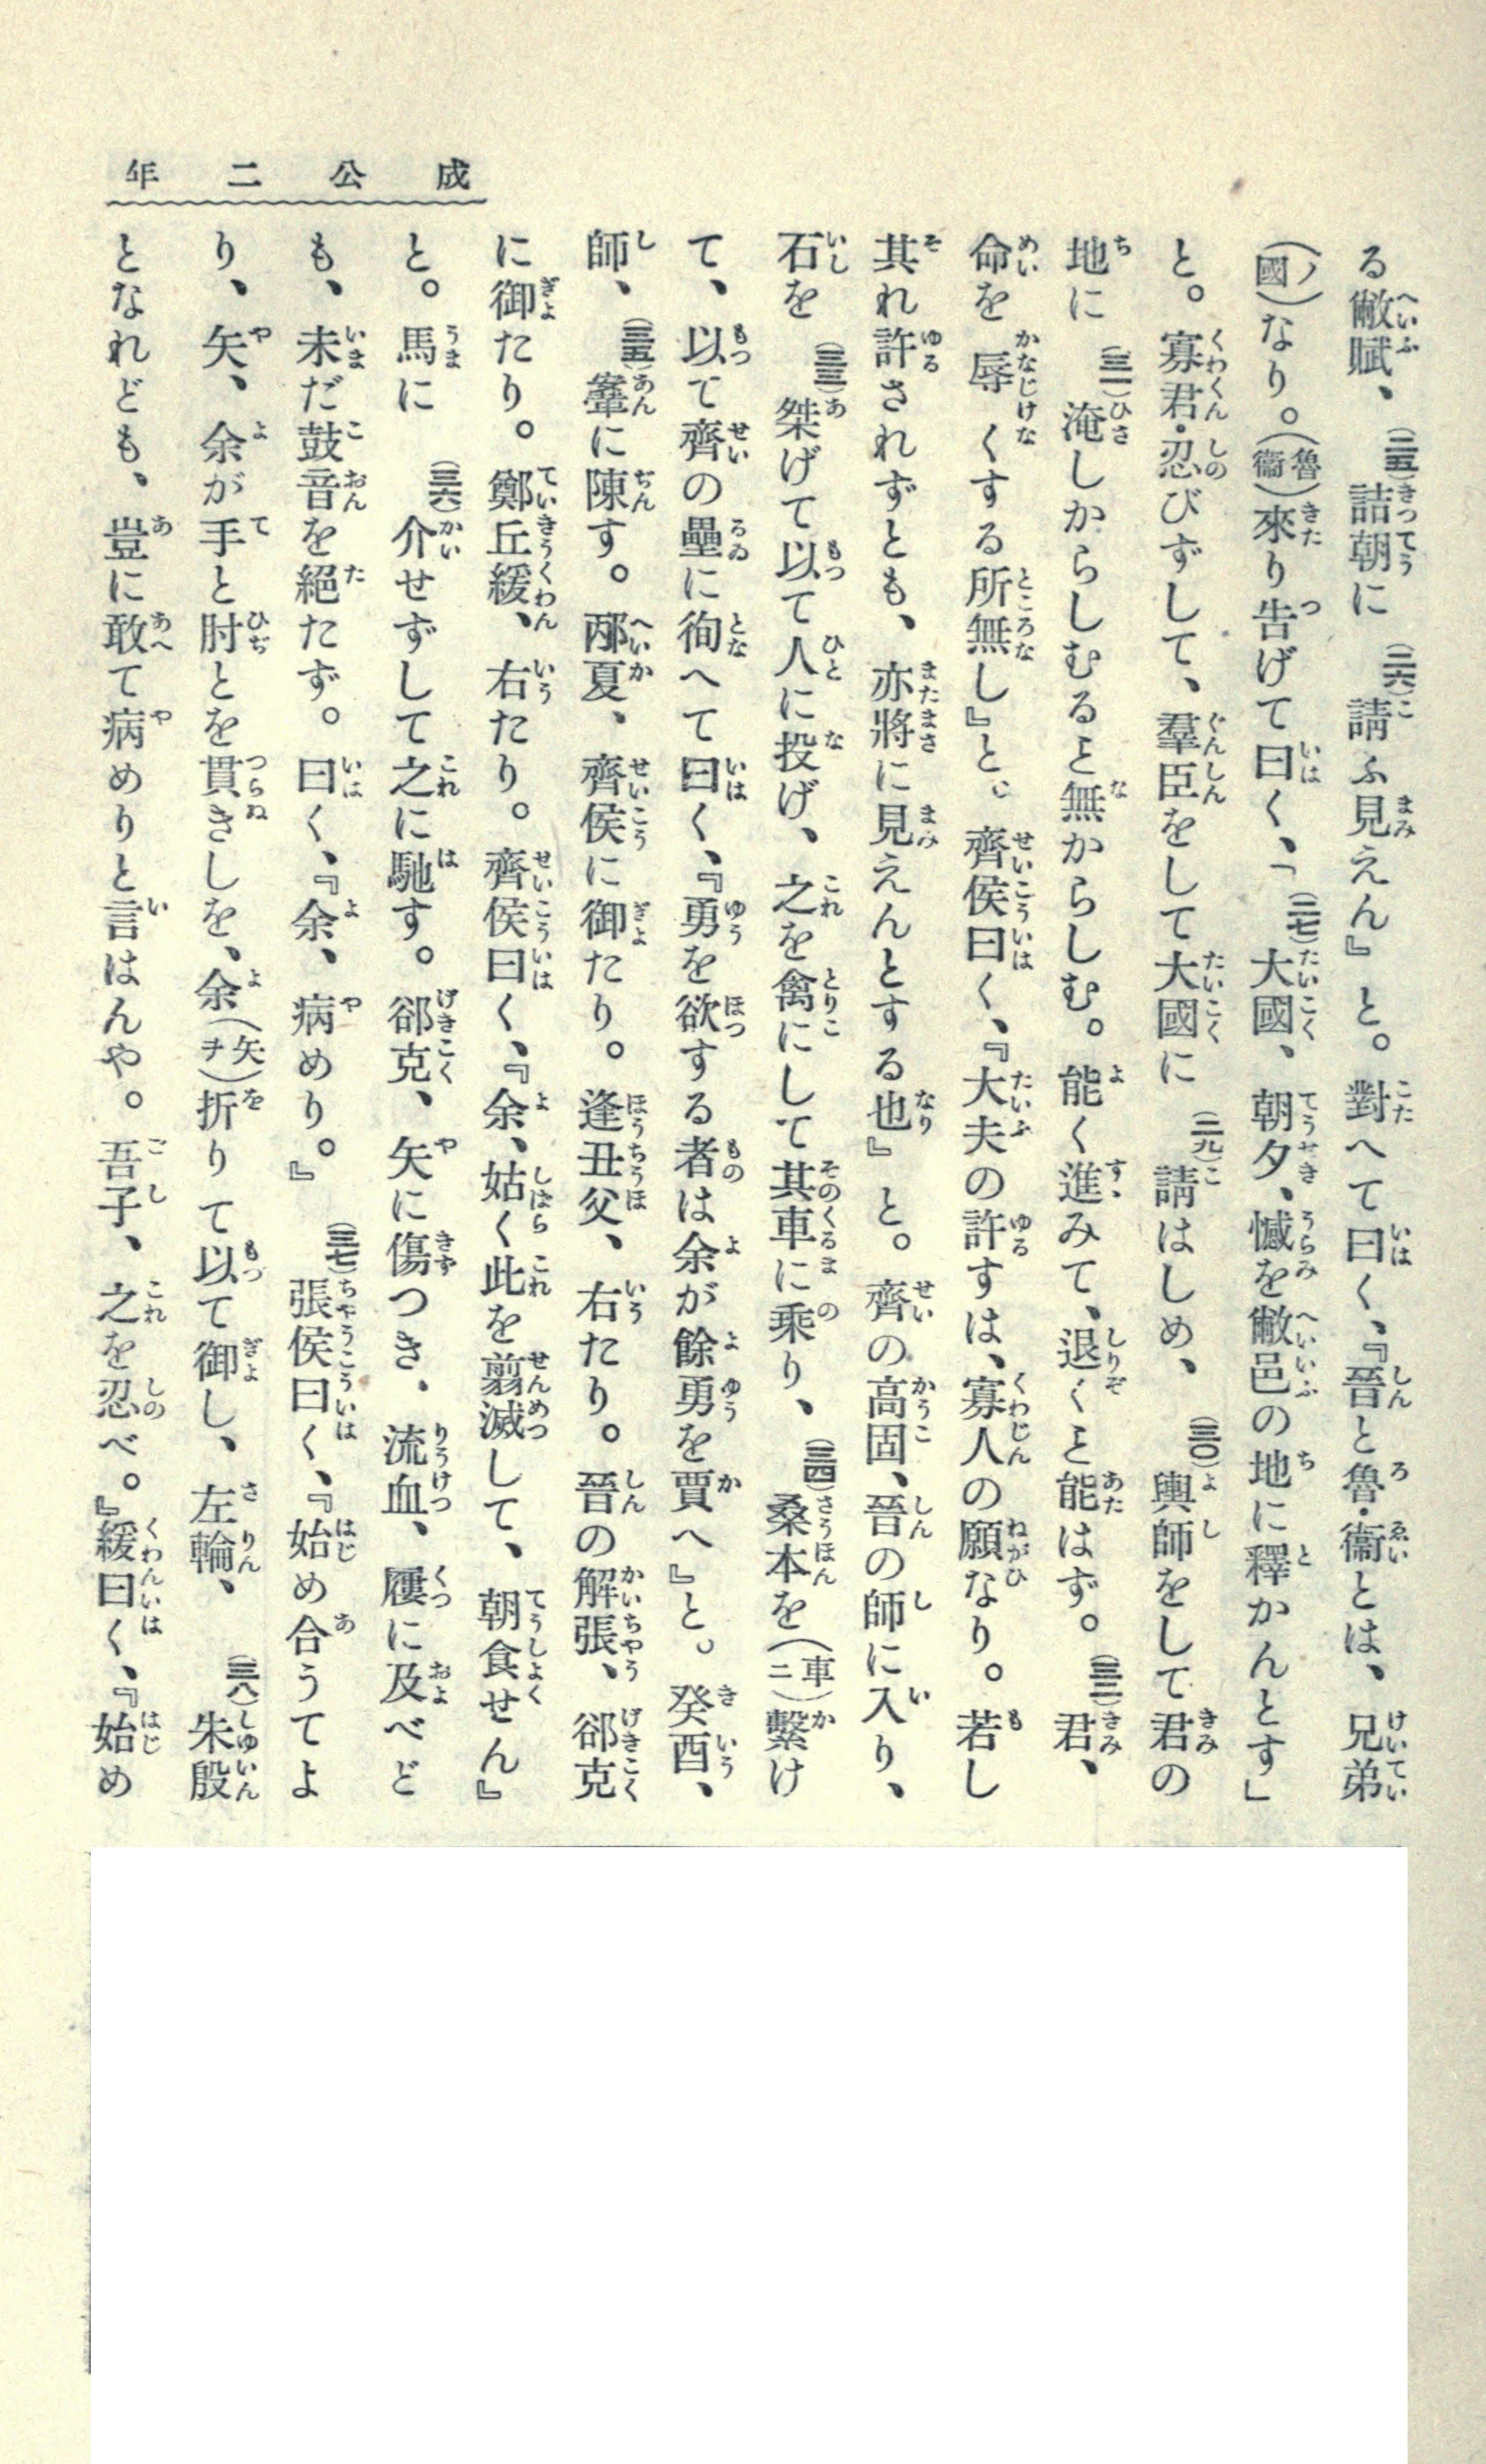 成公二年
る敝賦、(二五)詰朝に(二六)請ふ見えん』と。對へて曰く、『晉と魯・衞とは、兄弟
(ノ國)なり。(魯衞)來り告げて曰く、「(二七)大國、朝夕、憾を敝邑の地に釋かんとす」
と。寡君・忍びずして、羣臣をして大國に(二九)請はしめ、(三〇)輿師をして君の
地に(三一)淹しからしむると無からしむ。能く進みて、退くと能はず。(三二)君、
命を辱くする所無し』と。齊侯曰く、『大夫の許すは、寡人の願なり。若し
其れ許されずとも、亦將に見えんとする也』と。齊の高固、晉の師に入り、
石を(三三)桀げて以て人に投げ、之を禽にして其車に乘り、(三四)桑本を(車ニ)繫け
て、以て齊の壘に徇へて曰く、『勇を欲する者は余が餘勇を賈へ』と。癸酉、
師、(三五)鞌に陳す。邴夏、齊侯に御たり。逢丑父、右たり。晉の解張、郤克
に御たり。鄭丘緩、右たり。齊侯曰く、『余、姑く此を翦滅して、朝食せん』
と。馬に(三六)介せずして之に馳す。郤克、矢に傷つき、流血、屨に及べど
も、未だ鼓音を絕たず。曰く、『余、病めり。』(三七)張侯曰く、『始め合うてよ
り、矢、余が手と肘とを貫きしを、余(矢ヲ)折りて以て御し、左輪、(三八)朱殷
となれども、豈に敢て病めりと言はんや。吾子、之を忍べ。』緩曰く、『始め